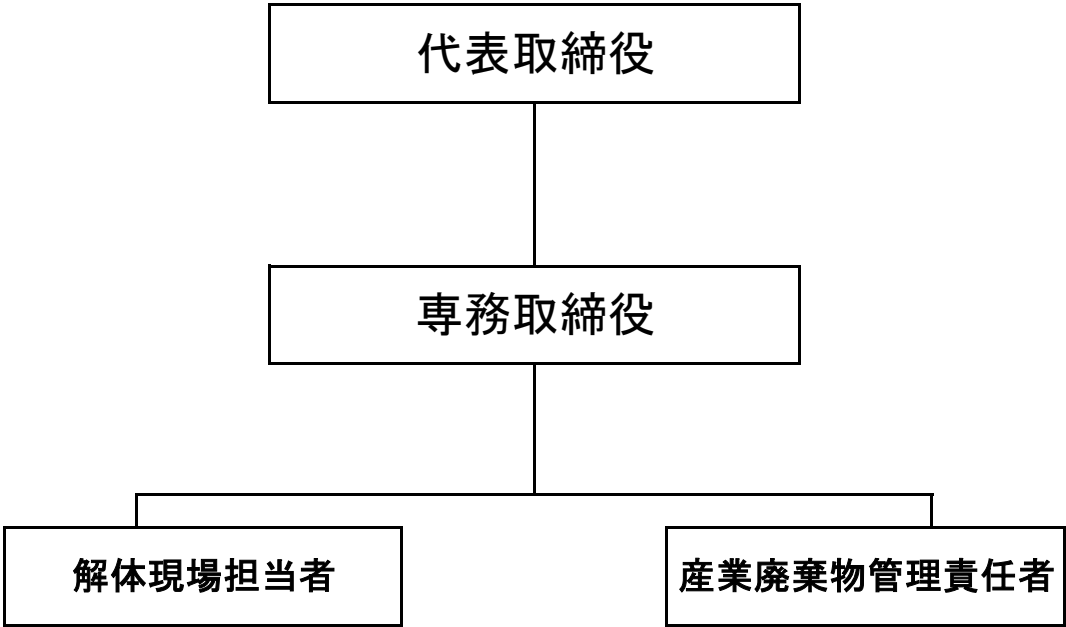 代表取締役
専務取締役
解体現場担当者
産業廃棄物管理責任者